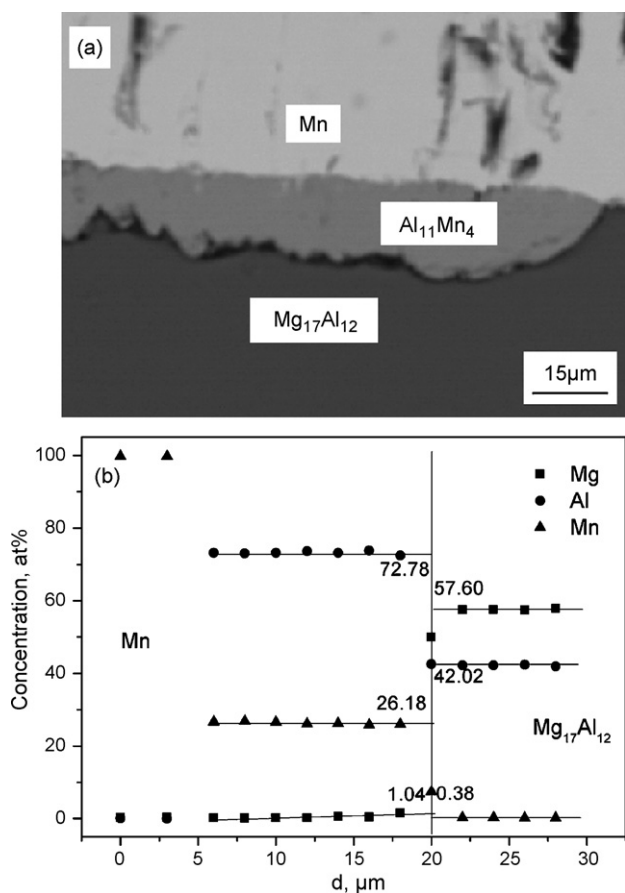 (a)
Mn
Al₁₁Mn₄
Mg₁₇Al₁₂
15μm
(b)
Mg
Al
Mn
Concentration, at%
100
80
60
40
20
0
72.78
57.60
42.02
26.18
1.04
0.38
Mn
Mg₁₇Al₁₂
0
5
10
15
20
25
30
d, μm